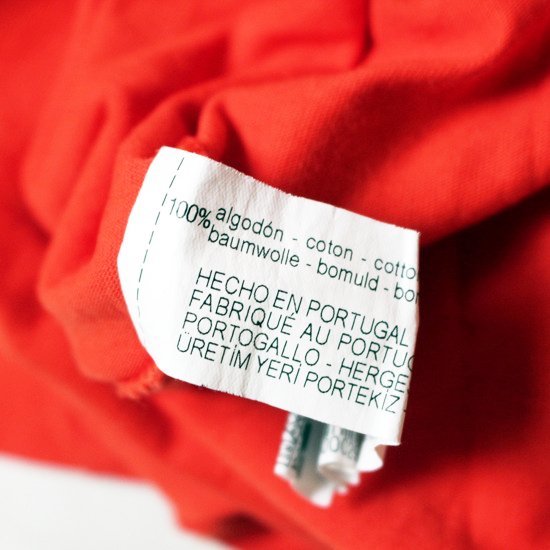 100% algodón - coton - cotto
baumwolle - bomuld - bo
HECHO EN PORTUGAL
FABRIQUÉ AU PORTUG
PORTOGALLO - HERGE
ÜRETİM YERİ PORTEKİZ